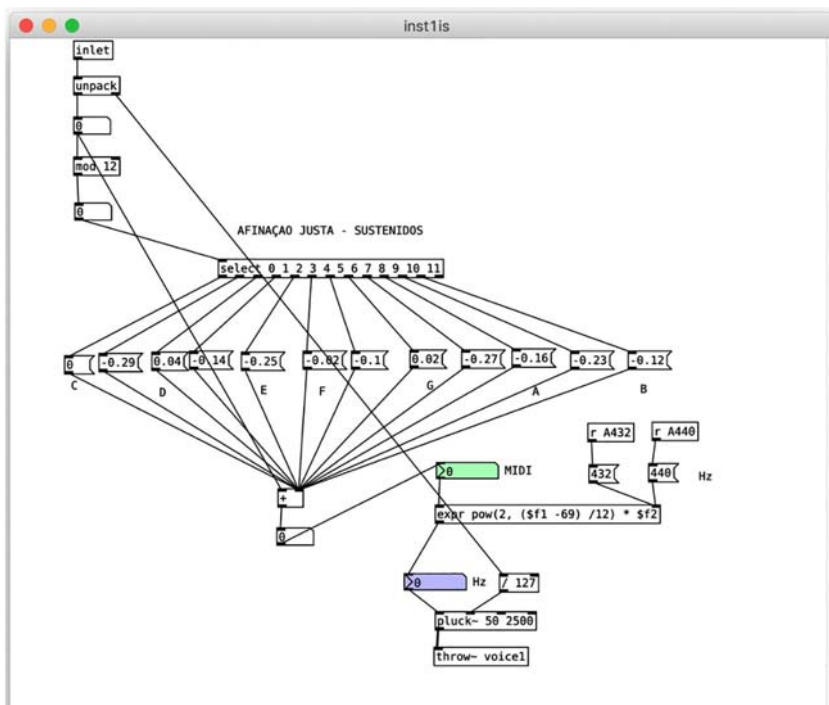 inst1is
inlet
unpack
0
mod 12
0
AFINAÇAO JUSTA - SUSTENIDOS
select 0 1 2 3 4 5 6 7 8 9 10 11
0 -0.29 0.04 -0.14 -0.25 -0.02 -0.1 0.02 -0.27 -0.16 -0.23 -0.12
C D E F G A B
r A432 r A440
432 440 Hz
0 MIDI
+
expr pow(2, ($f1 -69) /12) * $f2
0
0 Hz / 127
pluck~ 50 2500
throw~ voice1